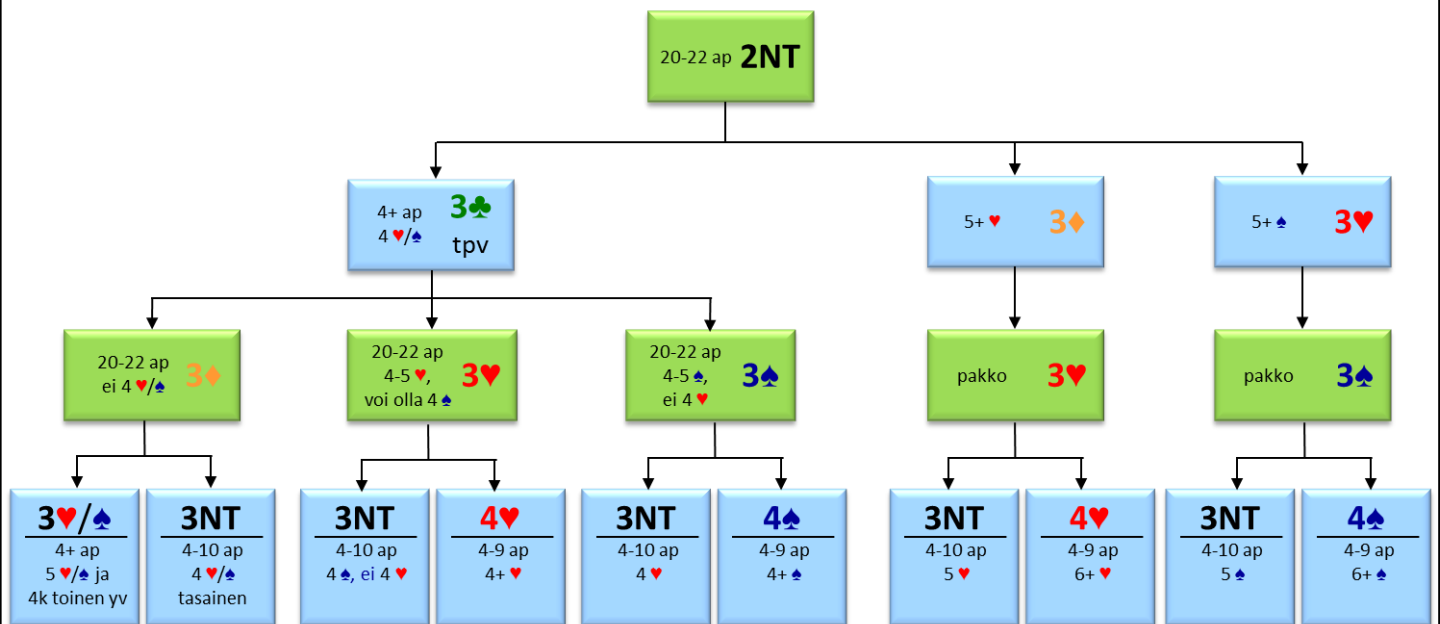 20-22 ap 2NT
4+ ap 3♣
4 ♥/♠ tpv
5+ ♥ 3♦
5+ ♠ 3♥
20-22 ap
ei 4 ♥/♠ 3♦
20-22 ap
4-5 ♥, 3♥
voi olla 4 ♠
20-22 ap
4-5 ♠, 3♠
ei 4 ♥
pakko 3♥
pakko 3♠
3♥/♠
4+ ap
5 ♥/♠ ja
4k toinen yv
3NT
4-10 ap
4 ♥/♠
tasainen
3NT
4-10 ap
4 ♠, ei 4 ♥
4♥
4-9 ap
4+ ♥
3NT
4-10 ap
4 ♥
4♠
4-9 ap
4+ ♠
3NT
4-10 ap
5 ♥
4♥
4-9 ap
6+ ♥
3NT
4-10 ap
5 ♠
4♠
4-9 ap
6+ ♠